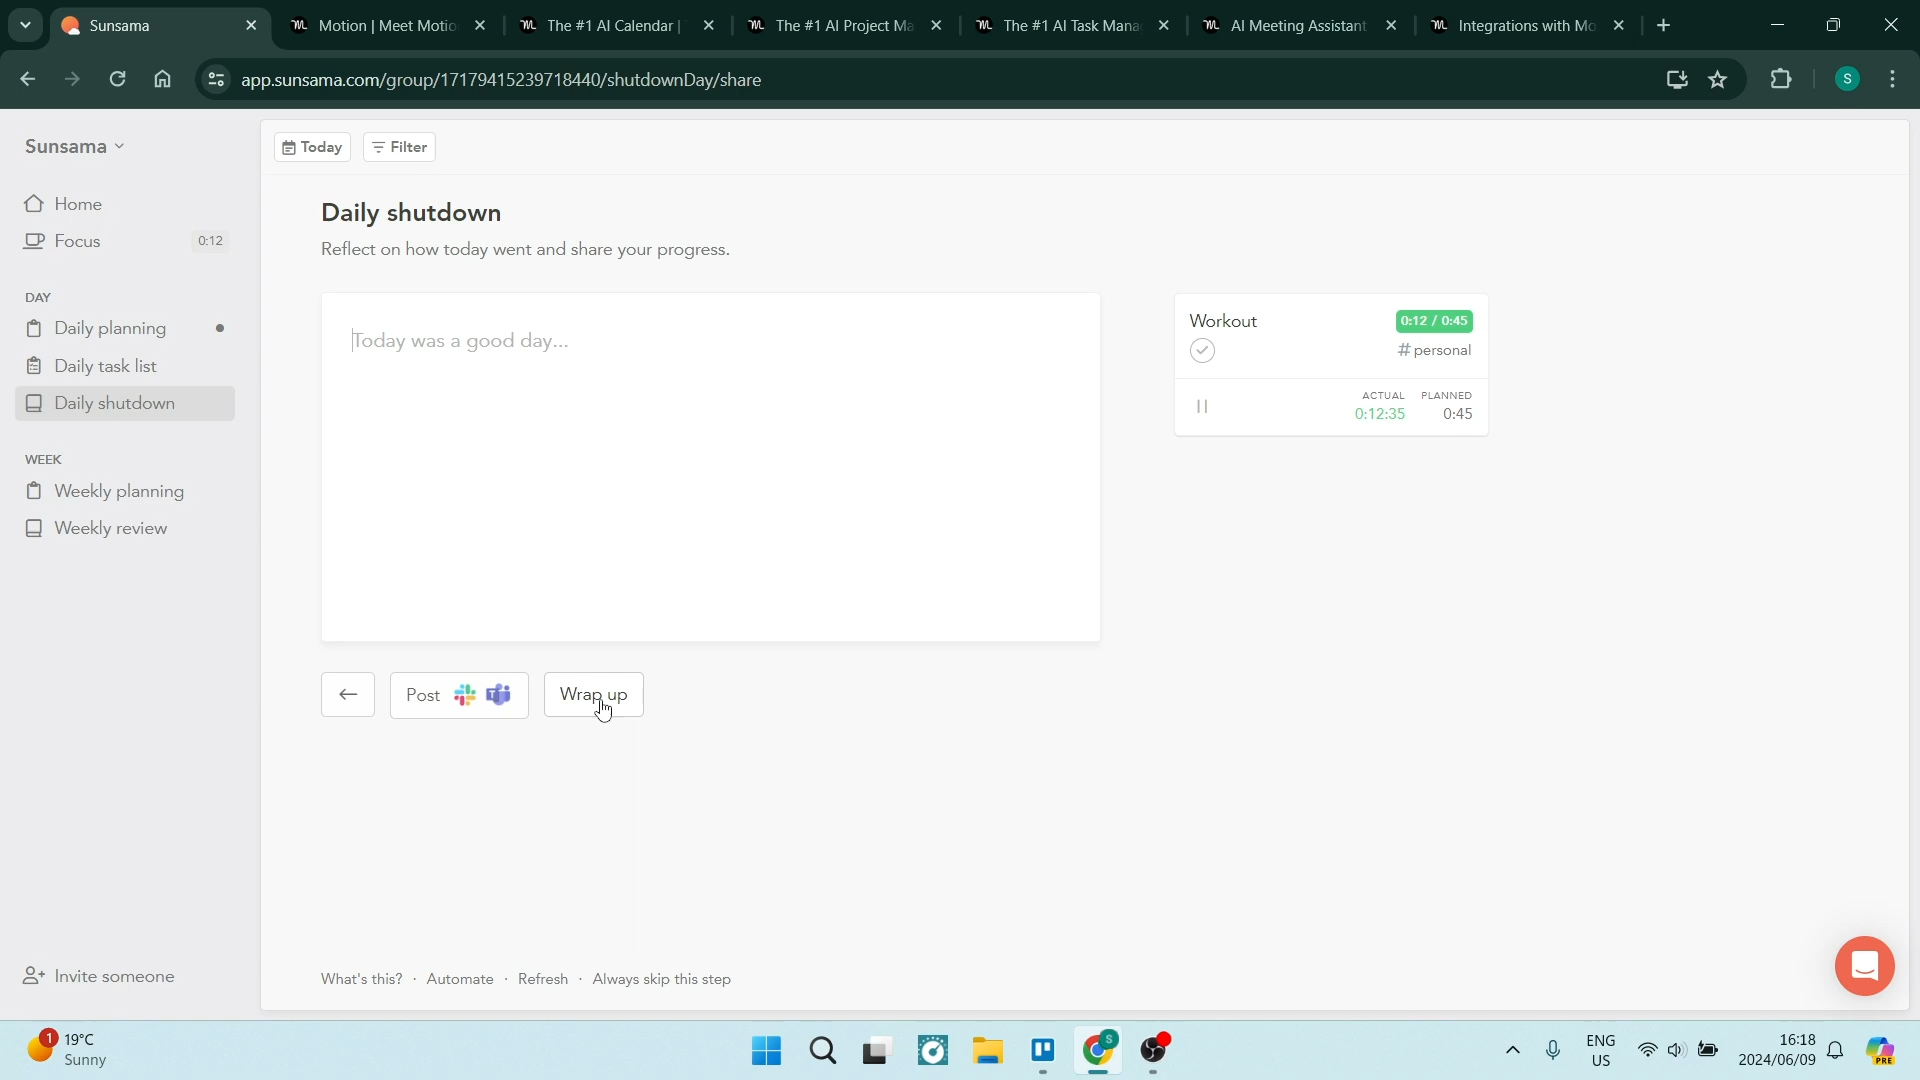 Sunsama
Motion | Meet Motio
The #1 AI Calendar |
The #1 AI Project Ma
The #1 AI Task Mana
AI Meeting Assistant
Integrations with Mo
app.sunsama.com/group/17179415239718440/shutdownDay/share
S
Sunsama
Today
Filter
Home
Focus
0:12
DAY
Daily planning
Daily task list
Daily shutdown
WEEK
Weekly planning
Weekly review
Invite someone
Daily shutdown
Reflect on how today went and share your progress.
Today was a good day...
Post
Wrap up
Workout
0:12 / 0:45
# personal
ACTUAL PLANNED
0:12:35 0:45
What's this? · Automate · Refresh · Always skip this step
1
19°C
Sunny
S
ENG
US
16:18
2024/06/09
PRE